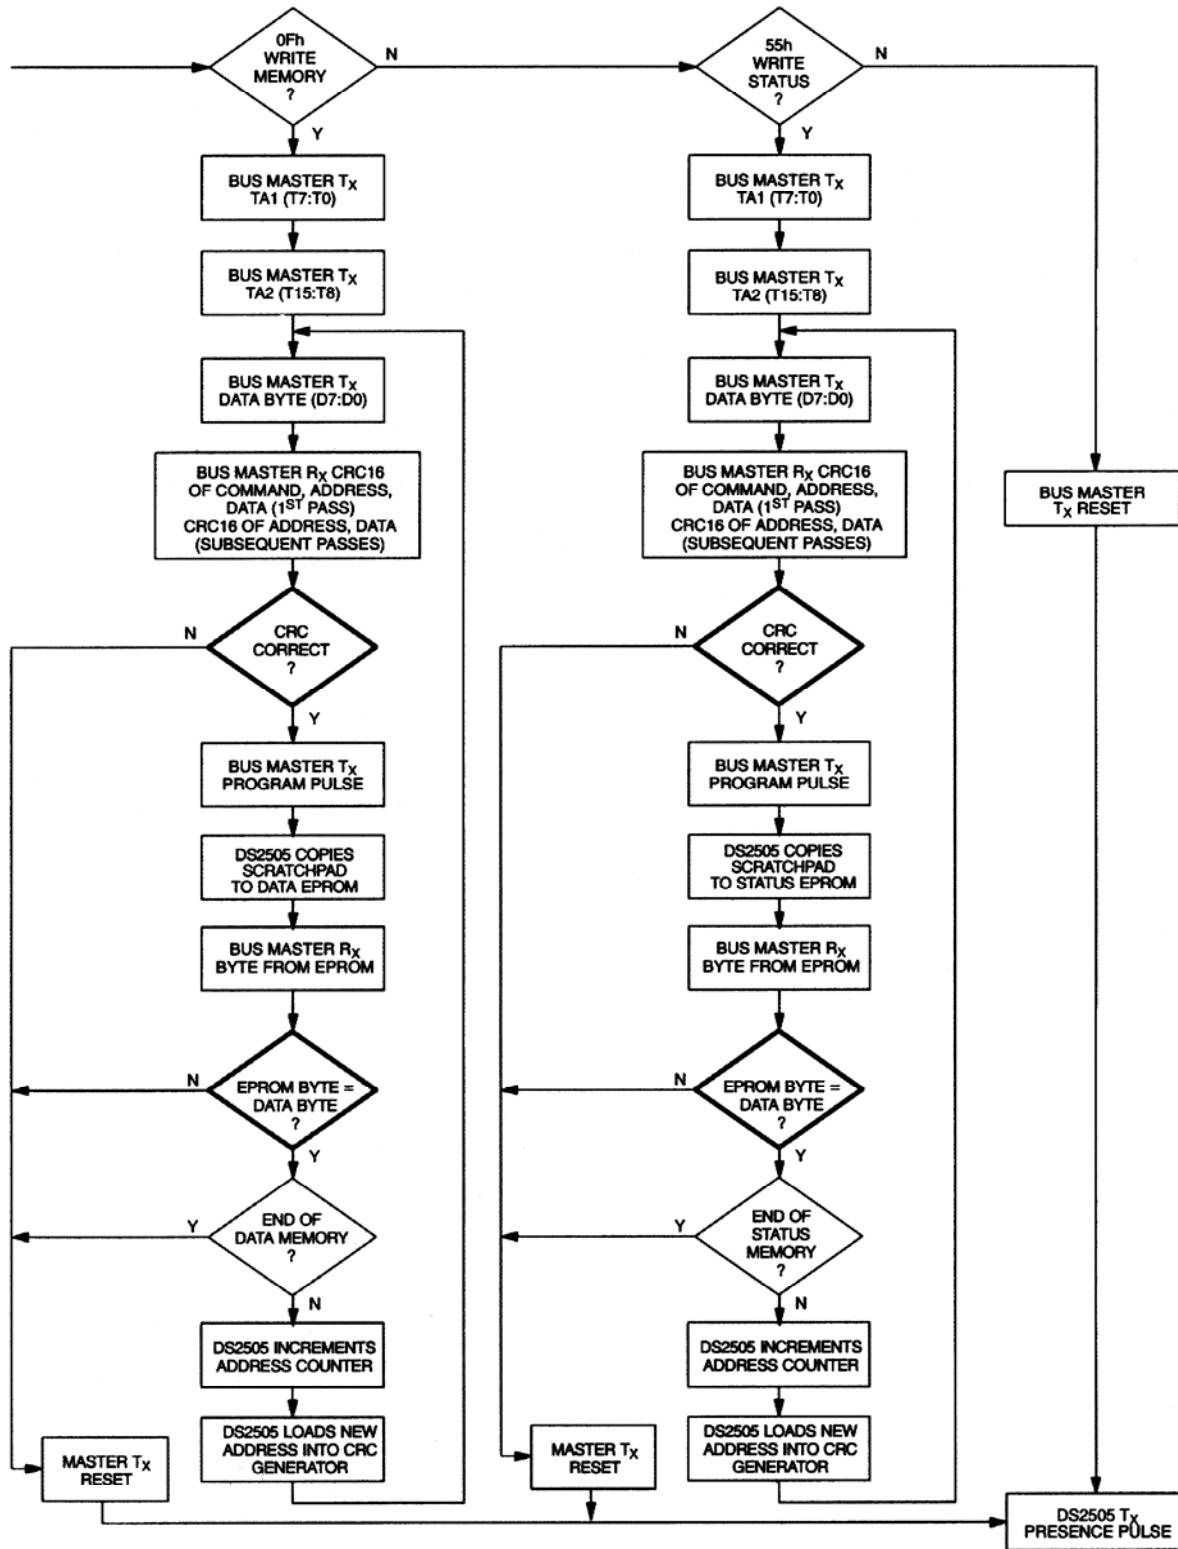 0Fh
WRITE
MEMORY
?
N
Y
BUS MASTER TX
TA1 (T7:T0)
BUS MASTER TX
TA2 (T15:T8)
BUS MASTER TX
DATA BYTE (D7:D0)
BUS MASTER RX CRC16
OF COMMAND, ADDRESS,
DATA (1ST PASS)
CRC16 OF ADDRESS, DATA
(SUBSEQUENT PASSES)
N
CRC
CORRECT
?
Y
BUS MASTER TX
PROGRAM PULSE
DS2505 COPIES
SCRATCHPAD
TO DATA EPROM
BUS MASTER RX
BYTE FROM EPROM
N
EPROM BYTE =
DATA BYTE
?
Y
Y
END OF
DATA MEMORY
?
N
DS2505 INCREMENTS
ADDRESS COUNTER
DS2505 LOADS NEW
ADDRESS INTO CRC
GENERATOR
MASTER TX
RESET
55h
WRITE
STATUS
?
N
Y
BUS MASTER TX
TA1 (T7:T0)
BUS MASTER TX
TA2 (T15:T8)
BUS MASTER TX
DATA BYTE (D7:D0)
BUS MASTER RX CRC16
OF COMMAND, ADDRESS,
DATA (1ST PASS)
CRC16 OF ADDRESS, DATA
(SUBSEQUENT PASSES)
N
CRC
CORRECT
?
Y
BUS MASTER TX
PROGRAM PULSE
DS2505 COPIES
SCRATCHPAD
TO STATUS EPROM
BUS MASTER RX
BYTE FROM EPROM
N
EPROM BYTE =
DATA BYTE
?
Y
Y
END OF
STATUS
MEMORY
?
N
DS2505 INCREMENTS
ADDRESS COUNTER
DS2505 LOADS NEW
ADDRESS INTO CRC
GENERATOR
MASTER TX
RESET
BUS MASTER
TX RESET
DS2505 TX
PRESENCE PULSE